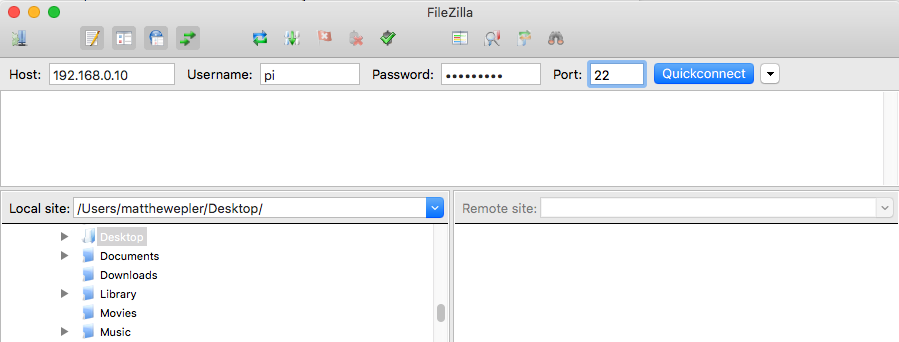 FileZilla
Host: 192.168.0.10 Username: pi Password: ••••••••• Port: 22 Quickconnect
Local site: /Users/matthewepler/Desktop/ Remote site:
Desktop
Documents
Downloads
Library
Movies
Music